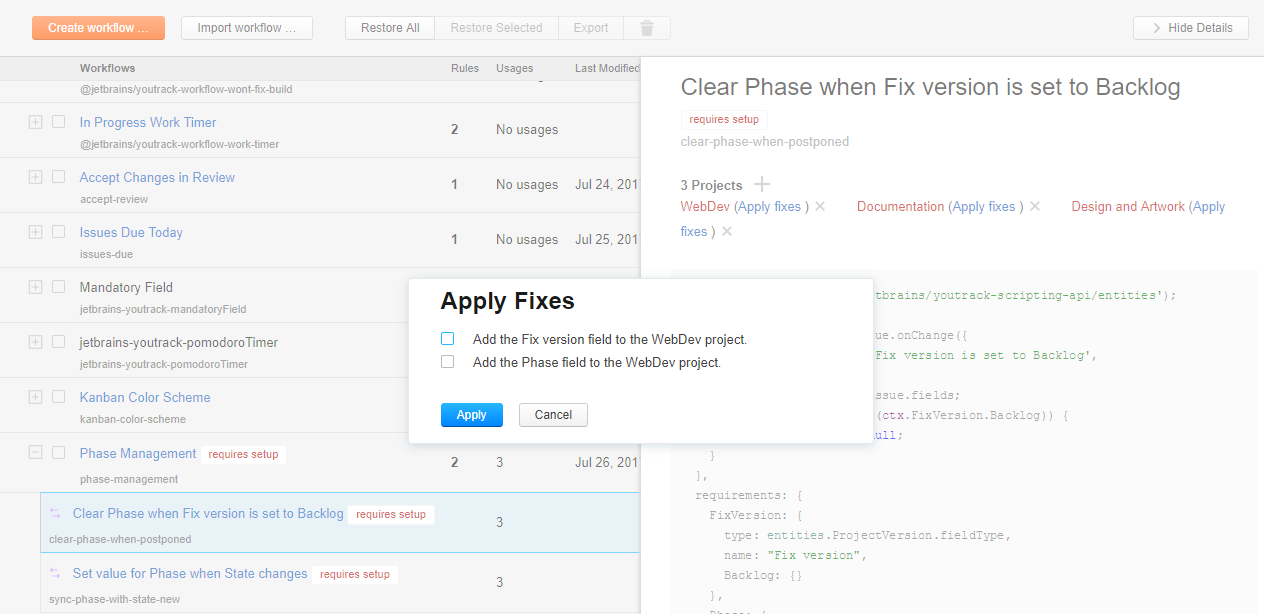 Create workflow ...
Import workflow ...
Restore All
Restore Selected
Export
Hide Details
Workflows
Rules
Usages
Last Modified
@jetbrains/youtrack-workflow-wont-fix-build
In Progress Work Timer
2
No usages
@jetbrains/youtrack-workflow-work-timer
Accept Changes in Review
1
No usages
Jul 24, 201
accept-review
Issues Due Today
1
No usages
Jul 25, 201
issues-due
Mandatory Field
jetbrains-youtrack-mandatoryField
jetbrains-youtrack-pomodoroTimer
jetbrains-youtrack-pomodoroTimer
Kanban Color Scheme
kanban-color-scheme
Phase Management requires setup
2
3
Jul 26, 201
phase-management
Clear Phase when Fix version is set to Backlog requires setup
3
clear-phase-when-postponed
Set value for Phase when State changes requires setup
3
sync-phase-with-state-new
Clear Phase when Fix version is set to Backlog
requires setup
clear-phase-when-postponed
3 Projects
WebDev (Apply fixes ) Documentation (Apply fixes ) Design and Artwork (Apply
fixes )
tbrains/youtrack-scripting-api/entities');
ue.onChange({
Fix version is set to Backlog',
ssue.fields;
(ctx.FixVersion.Backlog)) {
ull;
}
},
requirements: {
FixVersion: {
type: entities.ProjectVersion.fieldType,
name: "Fix version",
Backlog: {}
},
Phase: {
Apply Fixes
Add the Fix version field to the WebDev project.
Add the Phase field to the WebDev project.
Apply
Cancel